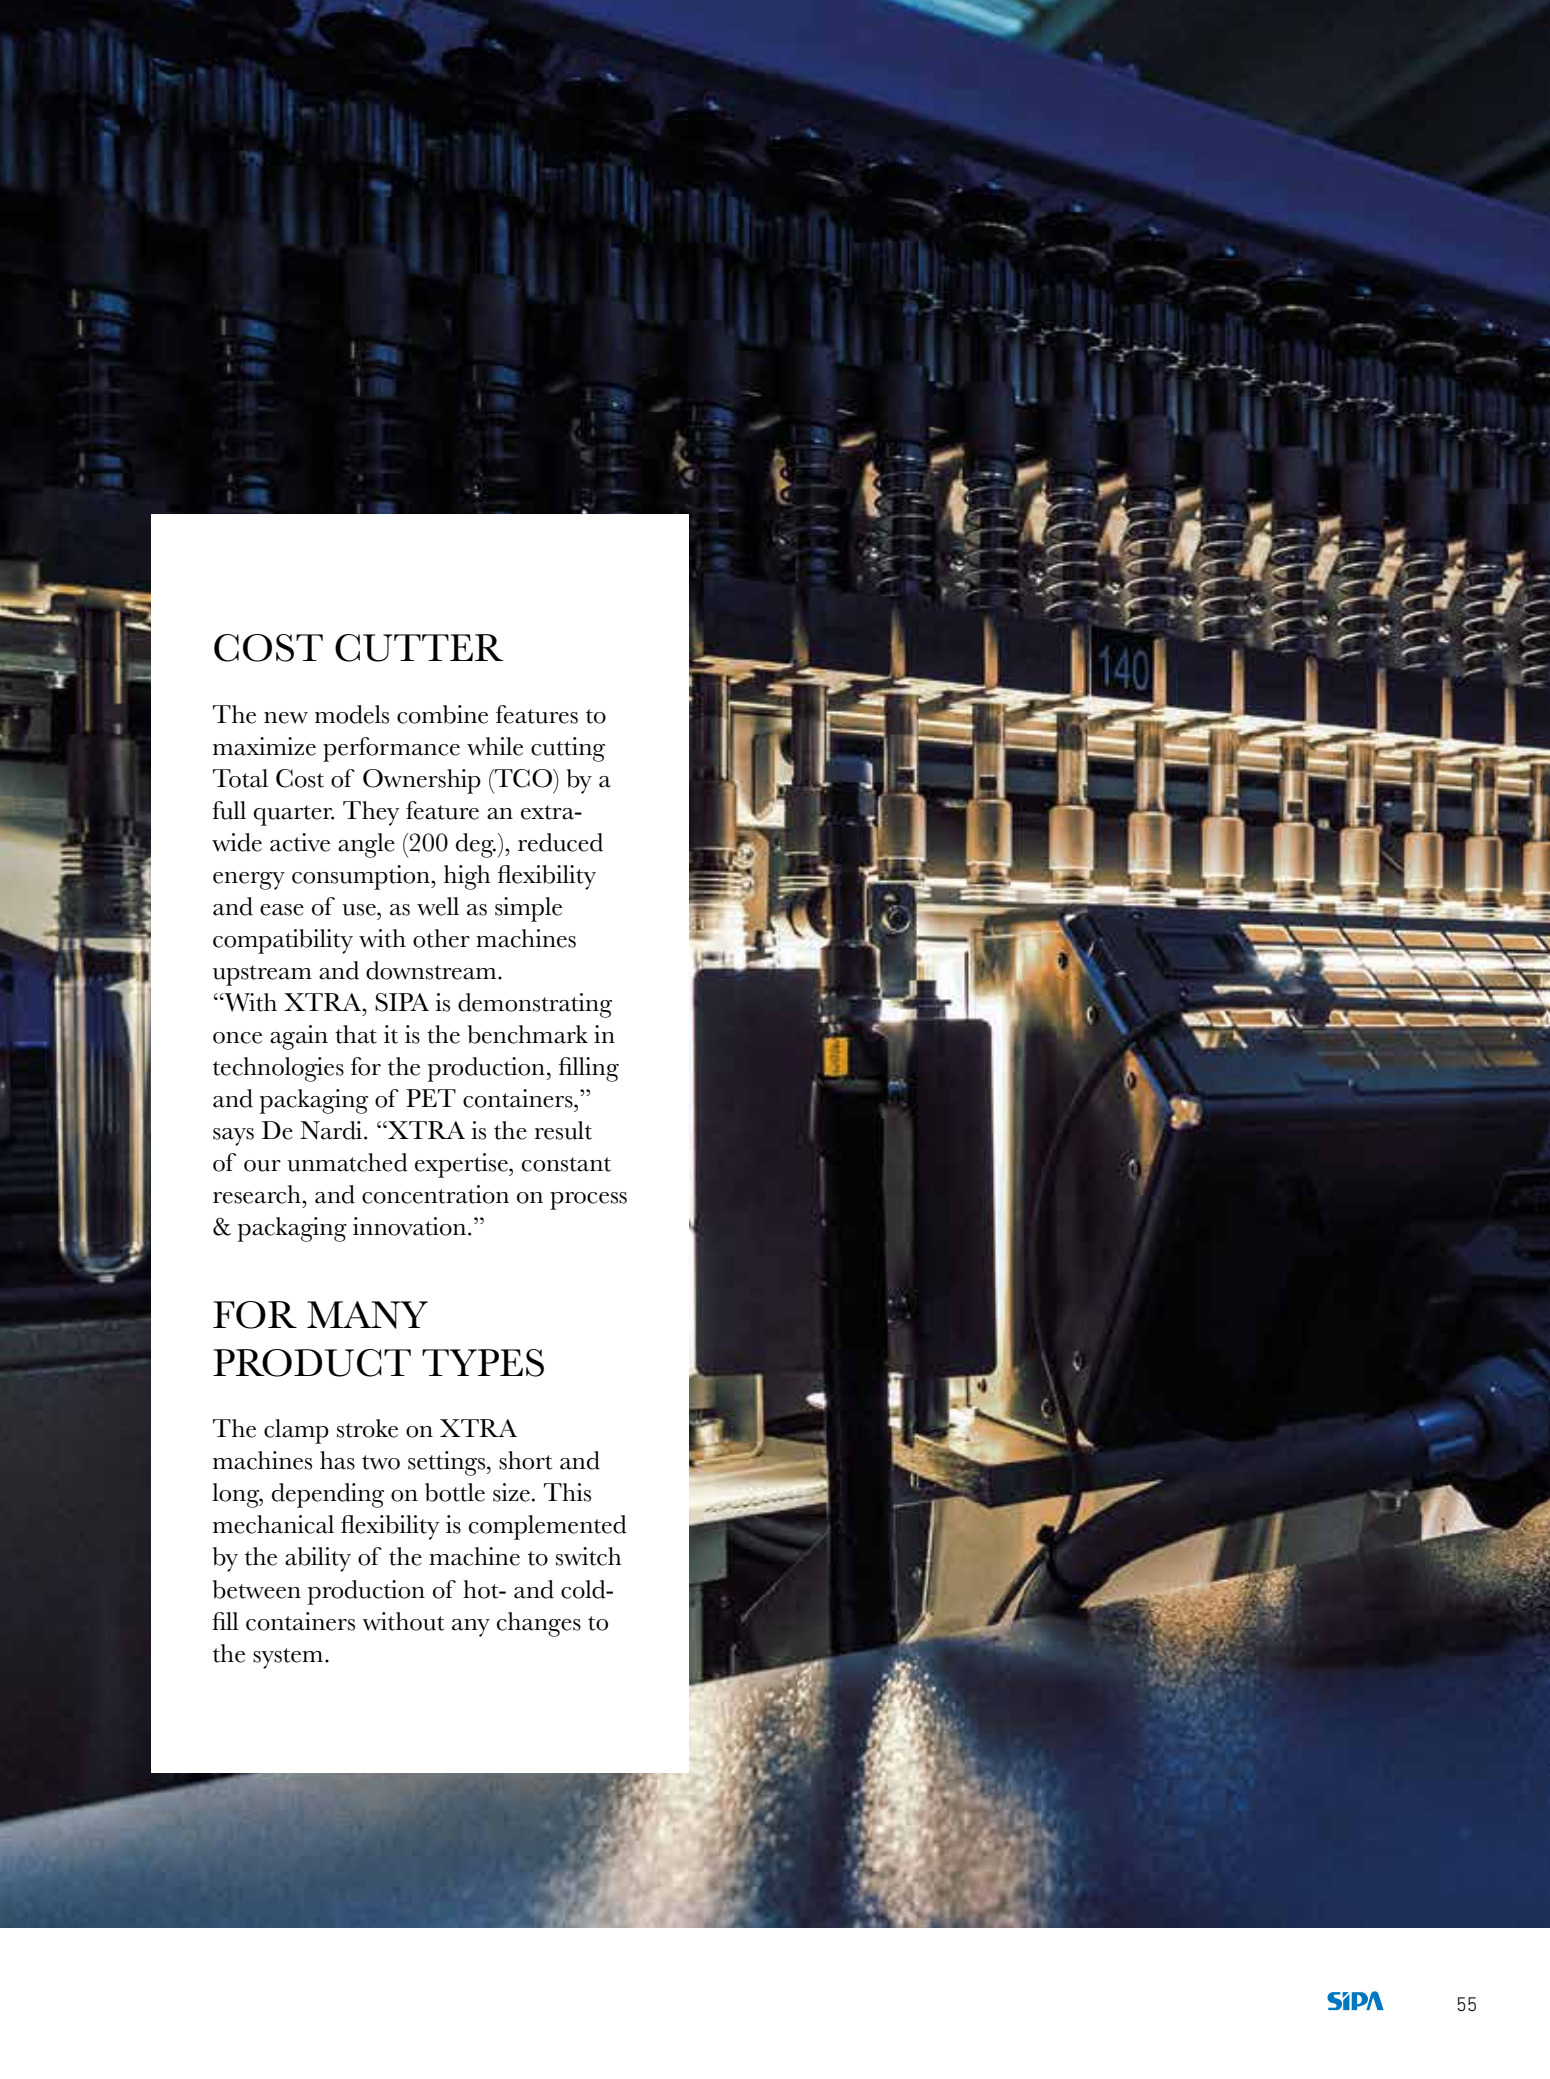 140
COST CUTTER
The new models combine features to
maximize performance while cutting
Total Cost of Ownership (TCO) by a
full quarter. They feature an extra-
wide active angle (200 deg.), reduced
energy consumption, high flexibility
and ease of use, as well as simple
compatibility with other machines
upstream and downstream.
“With XTRA, SIPA is demonstrating
once again that it is the benchmark in
technologies for the production, filling
and packaging of PET containers,”
says De Nardi. “XTRA is the result
of our unmatched expertise, constant
research, and concentration on process
& packaging innovation.”
FOR MANY
PRODUCT TYPES
The clamp stroke on XTRA
machines has two settings, short and
long, depending on bottle size. This
mechanical flexibility is complemented
by the ability of the machine to switch
between production of hot- and cold-
fill containers without any changes to
the system.
SIPA
55